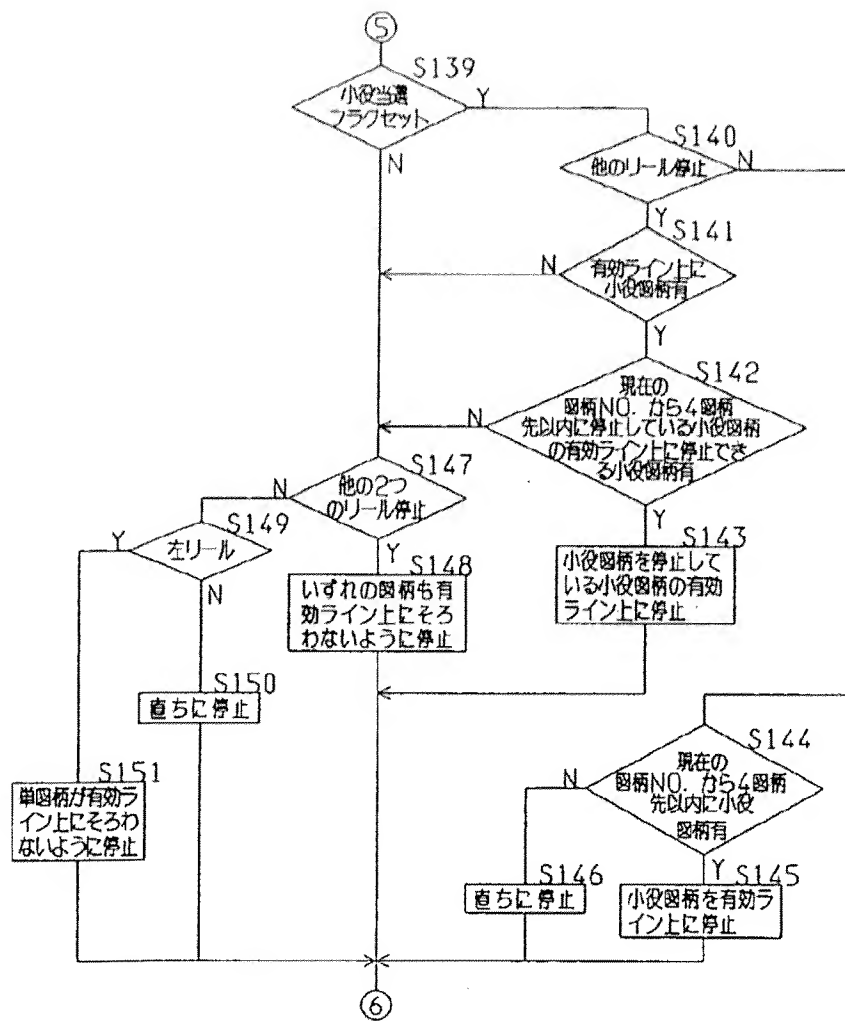 ⑤
S139
小役当選
フラグセット
Y
N
S140
他のリール停止
N
Y
S141
有効ライン上に
小役図柄有
N
Y
S142
現在の
図柄NO.から4図柄
先以内に停止している小役図柄
の有効ライン上に停止でき
る小役図柄有
N
Y
S143
小役図柄を停止して
いる小役図柄の有効
ライン上に停止
S147
他の2つ
のリール停止
N
Y
S148
いずれの図柄も有
効ライン上にそろ
わないように停止
S149
左リール
Y
N
S150
直ちに停止
S151
単図柄が有効ラ
イン上にそろわ
ないように停止
S144
現在の
図柄NO.から4図柄
先以内に小役
図柄有
N
Y
S146
直ちに停止
S145
小役図柄を有効ラ
イン上に停止
⑥